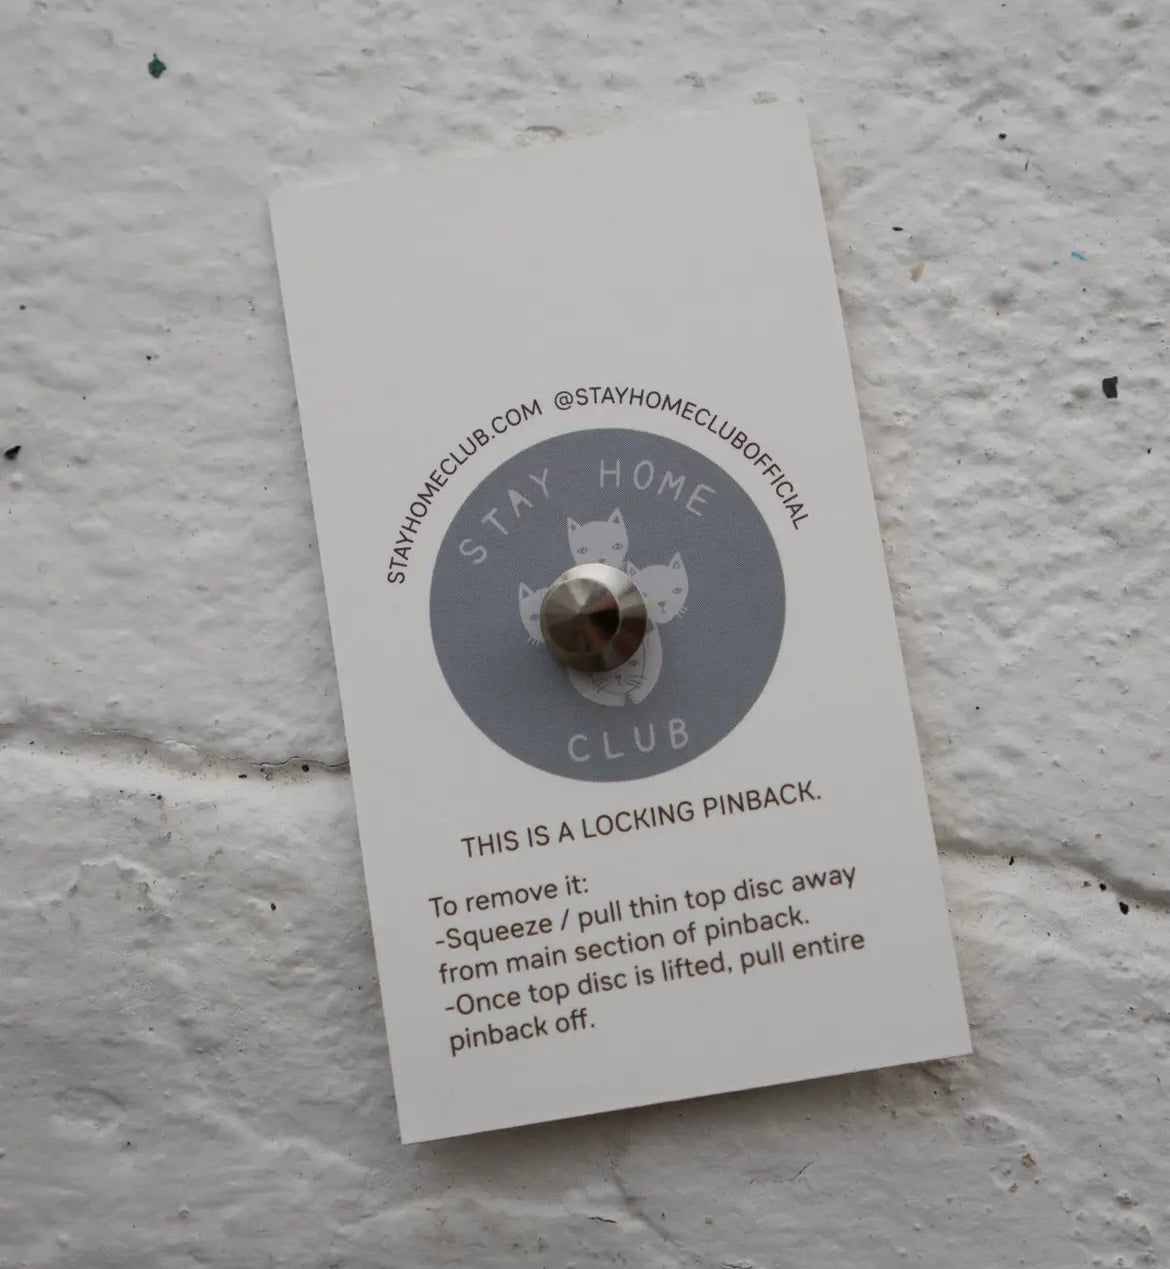 STAYHOMECLUB.COM @STAYHOMECLUBOFFICIAL
STAY HOME
CLUB
THIS IS A LOCKING PINBACK.
To remove it:
-Squeeze / pull thin top disc away
from main section of pinback.
-Once top disc is lifted, pull entire
pinback off.